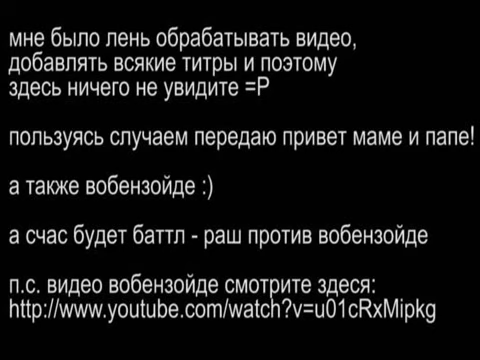 мне было лень обрабатывать видео,
добавлять всякие титры и поэтому
здесь ничего не увидите =P
пользуясь случаем передаю привет маме и папе!
а также вобензойде :)
а счас будет баттл - раш против вобензойде
п.с. видео вобензойде смотрите здеся:
http://www.youtube.com/watch?v=u01cRxMipkg